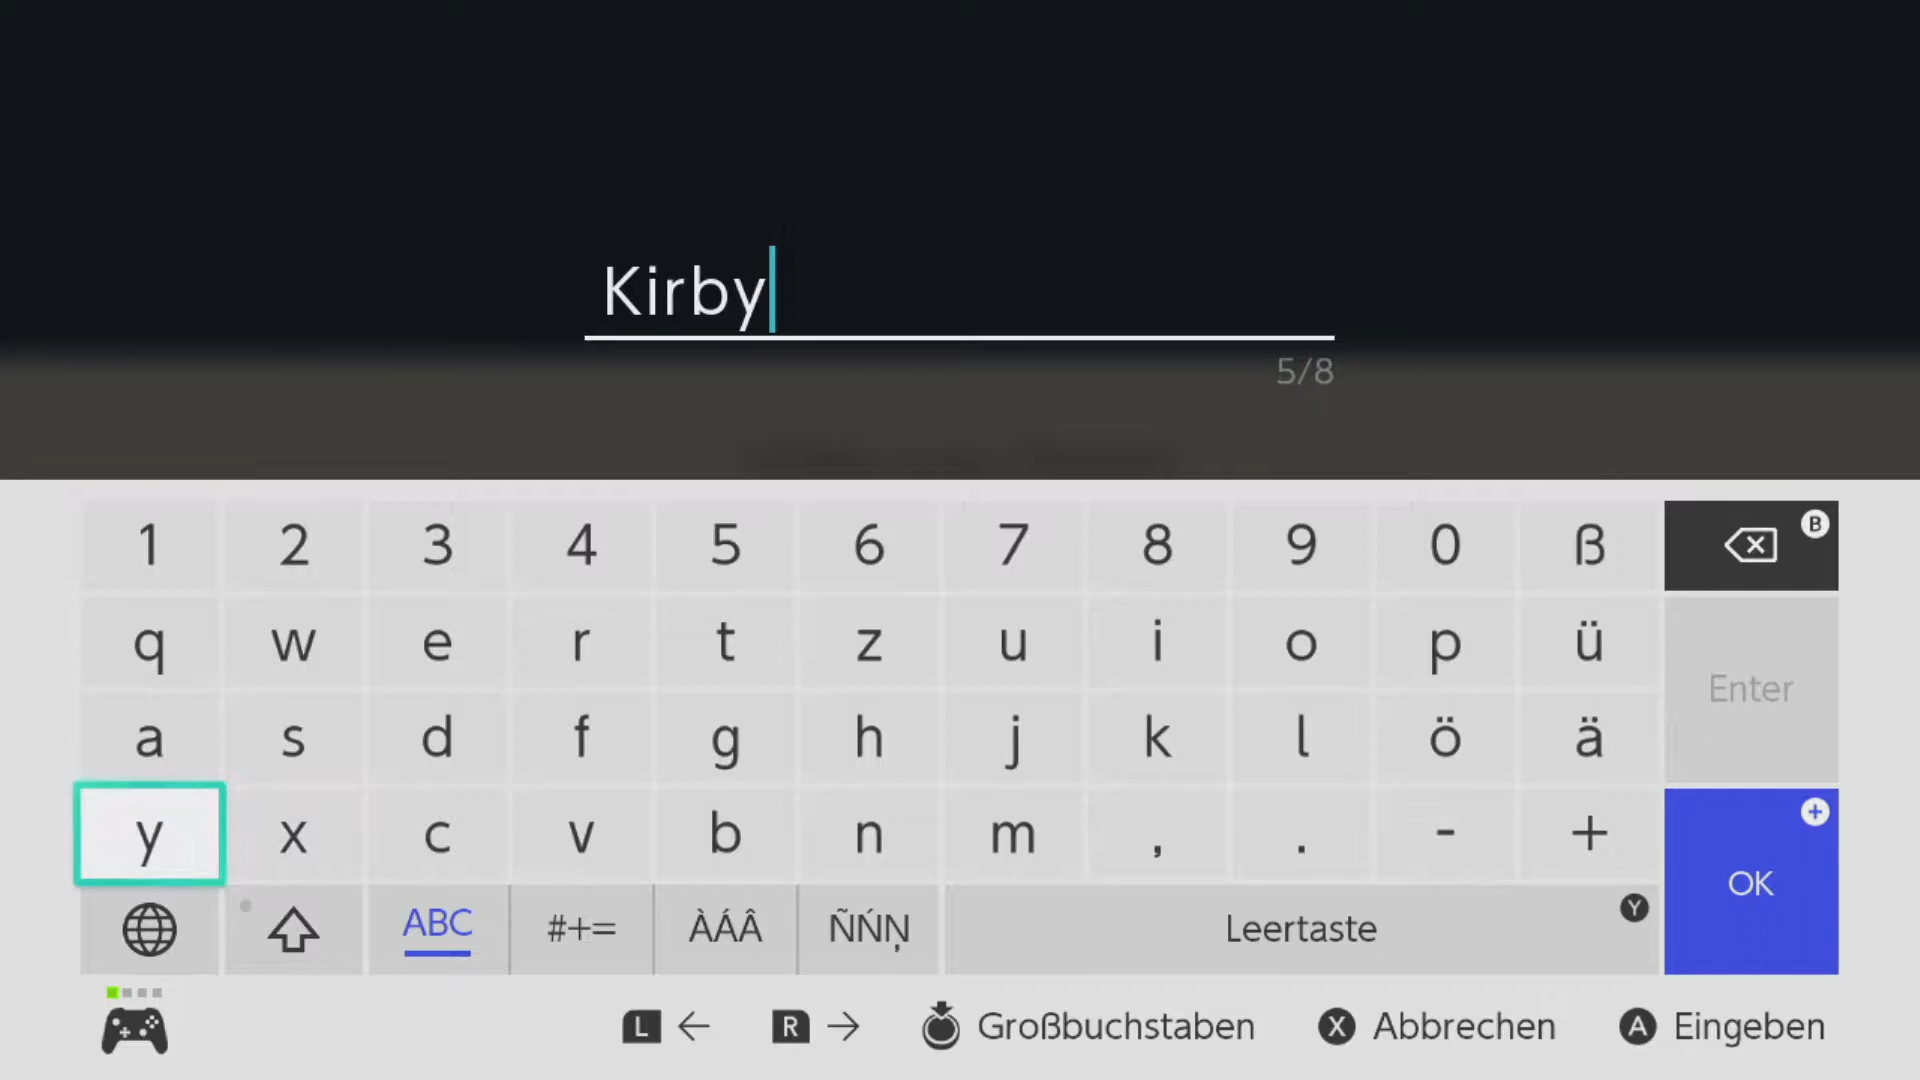 Kirby
5/8
1 2 3 4 5 6 7 8 9 0 ß B
q w e r t z u i o p ü
Enter
a s d f g h j k l ö ä
y x c v b n m , . - + +
OK
ABC #+= ÀÁÂ ÑŃŅ Leertaste Y
L ← R → Großbuchstaben X Abbrechen A Eingeben